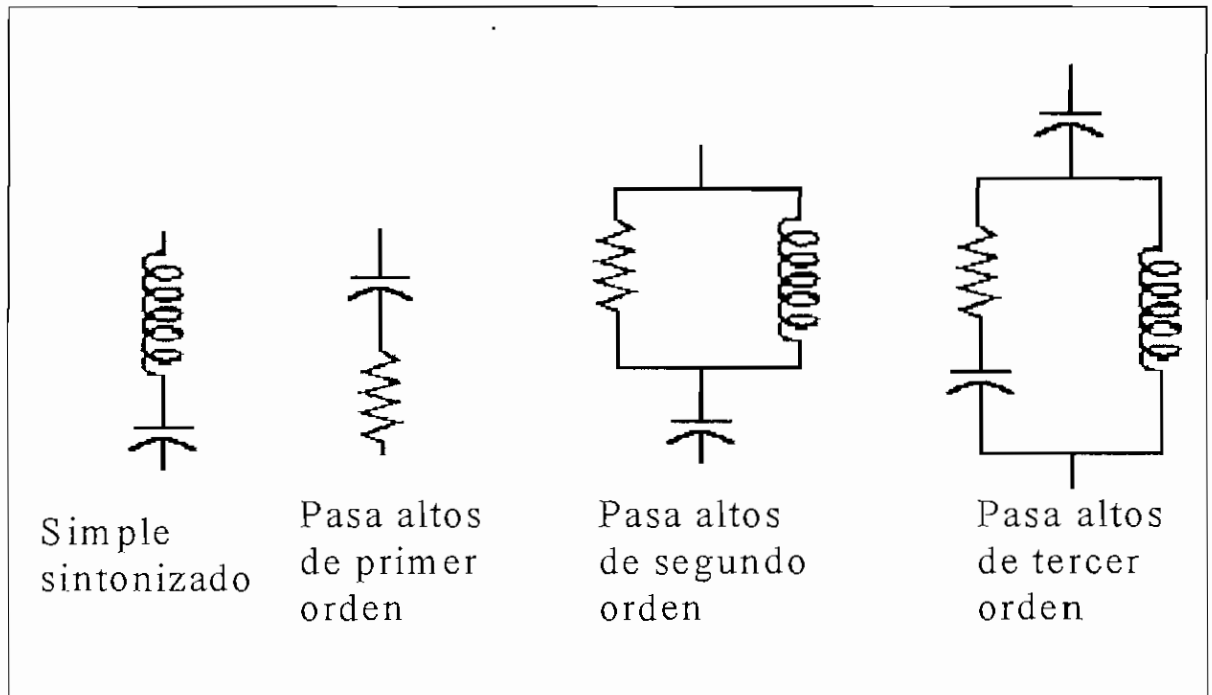 Simple
sintonizado
Pasa altos
de primer
orden
Pasa altos
de segundo
orden
Pasa altos
de tercer
orden